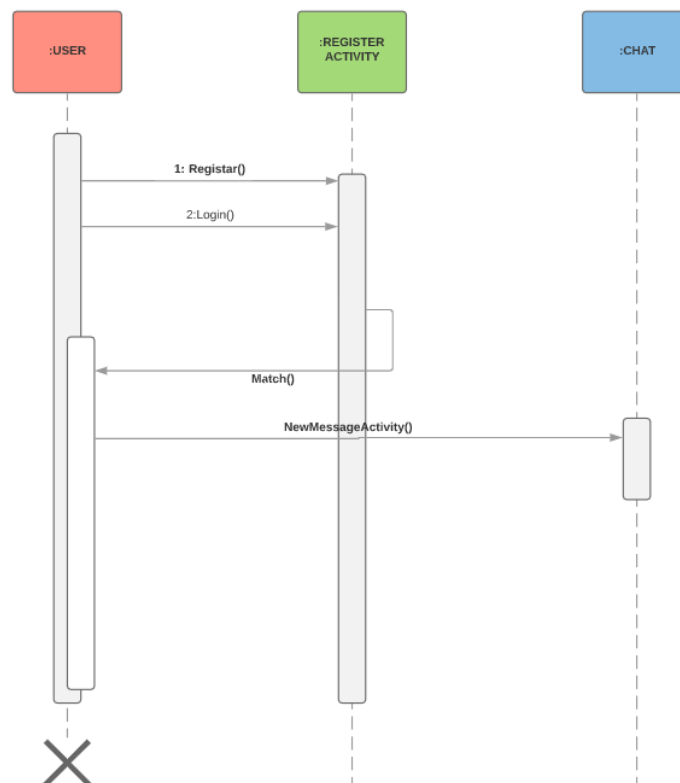 :USER
:REGISTER
ACTIVITY
:CHAT
1: Registar()
2:Login()
Match()
NewMessageActivity()